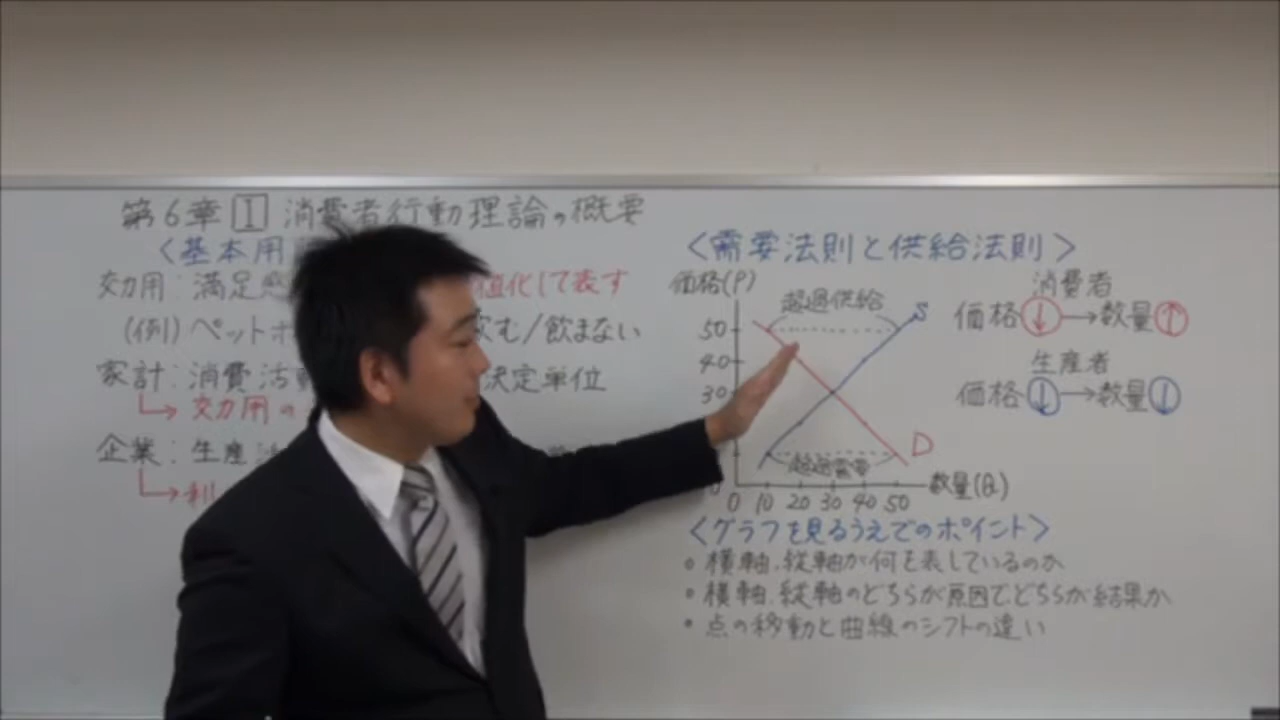 第6章 I 消費者行動理論の概要
〈基本用
効用：満足感 値化して表す
(例)ペットボ 飲む/飲まない
家計：消費活動 決定単位
↳効用の
企業：生産活
↳利
〈需要法則と供給法則〉
価格(P)
超過供給
S
50
40
30
超過需要
D
0
0 10 20 30 40 50 数量(Q)
消費者
価格↓→数量↑
生産者
価格↓→数量↓
〈グラフを見るうえでのポイント〉
• 横軸、縦軸が何を表しているのか
• 横軸、縦軸のどちらが原因で、どちらが結果か
• 点の移動と曲線のシフトの違い